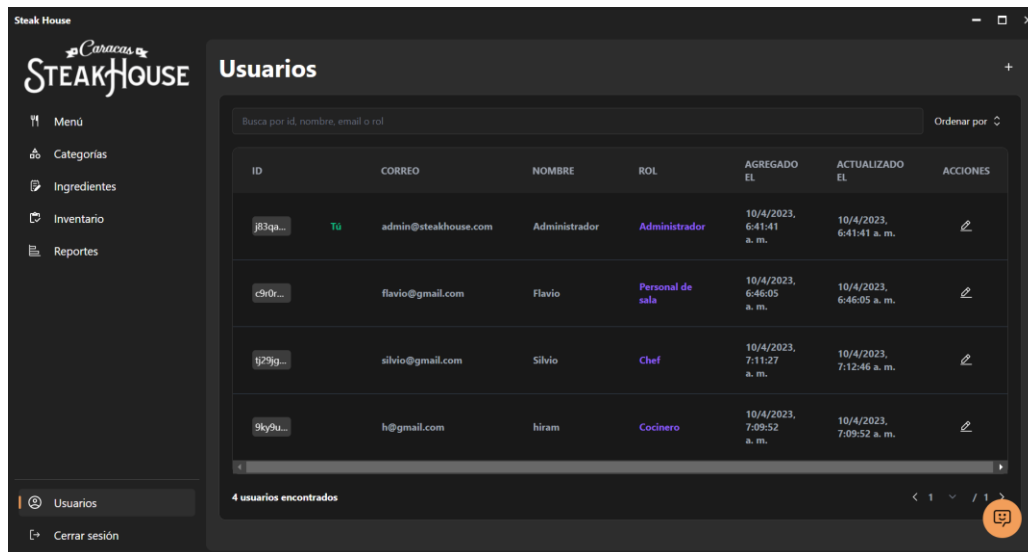 Steak House
Caracas
STEAKHOUSE
Menú
Categorías
Ingredientes
Inventario
Reportes
Usuarios
Cerrar sesión
Usuarios
+
Busca por id, nombre, email o rol
Ordenar por
ID CORREO NOMBRE ROL AGREGADO EL ACTUALIZADO EL ACCIONES
j83qa... Tú admin@steakhouse.com Administrador Administrador 10/4/2023, 6:41:41 a. m. 10/4/2023, 6:41:41 a. m.
c9r0r... flavio@gmail.com Flavio Personal de sala 10/4/2023, 6:46:05 a. m. 10/4/2023, 6:46:05 a. m.
tj29jg... silvio@gmail.com Silvio Chef 10/4/2023, 7:11:27 a. m. 10/4/2023, 7:12:46 a. m.
9ky9u... h@gmail.com hiram Cocinero 10/4/2023, 7:09:52 a. m. 10/4/2023, 7:09:52 a. m.
4 usuarios encontrados
1 / 1